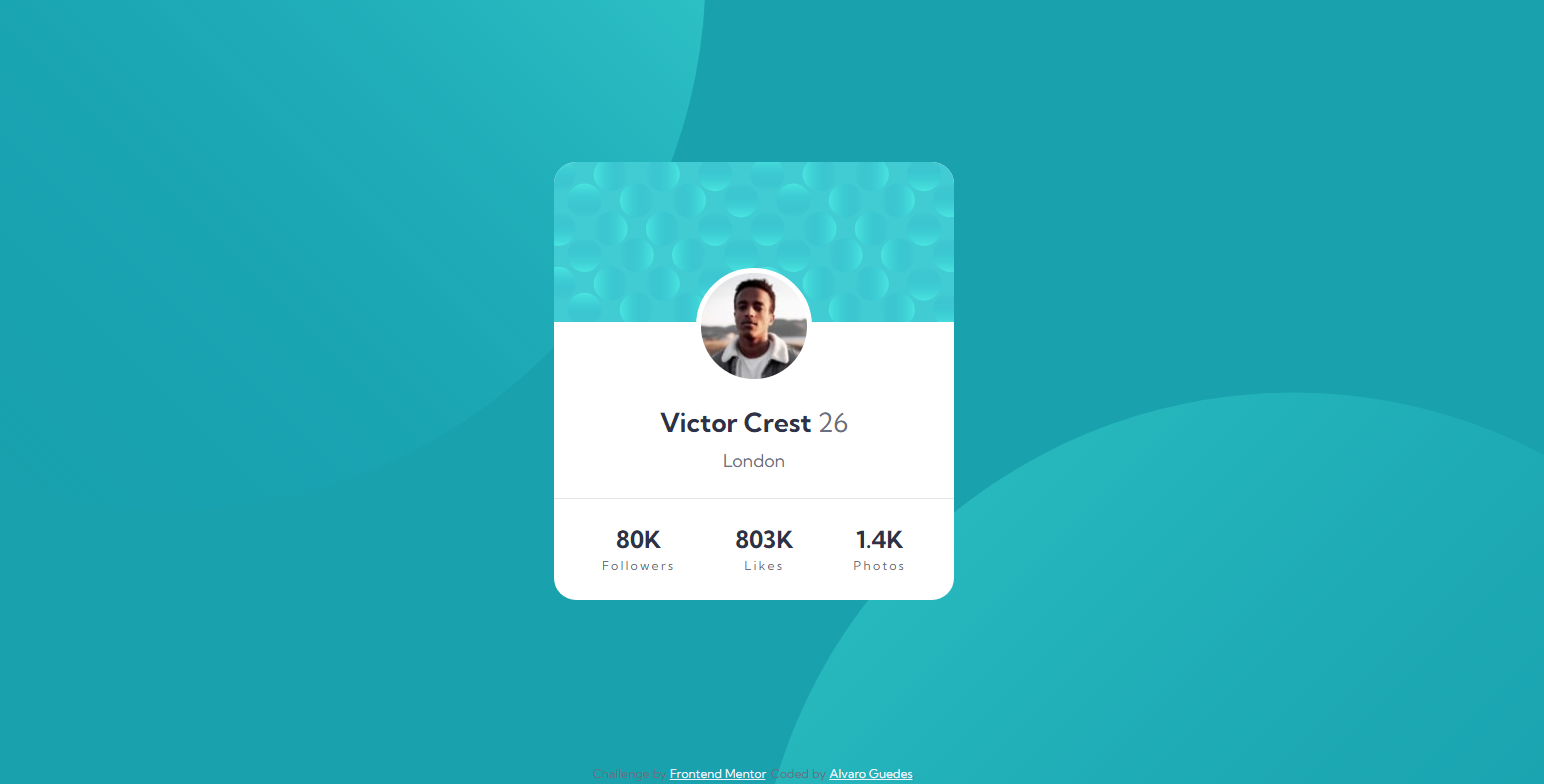 Victor Crest 26
London
80K 803K 1.4K
Followers Likes Photos
Challenge by Frontend Mentor. Coded by Alvaro Guedes